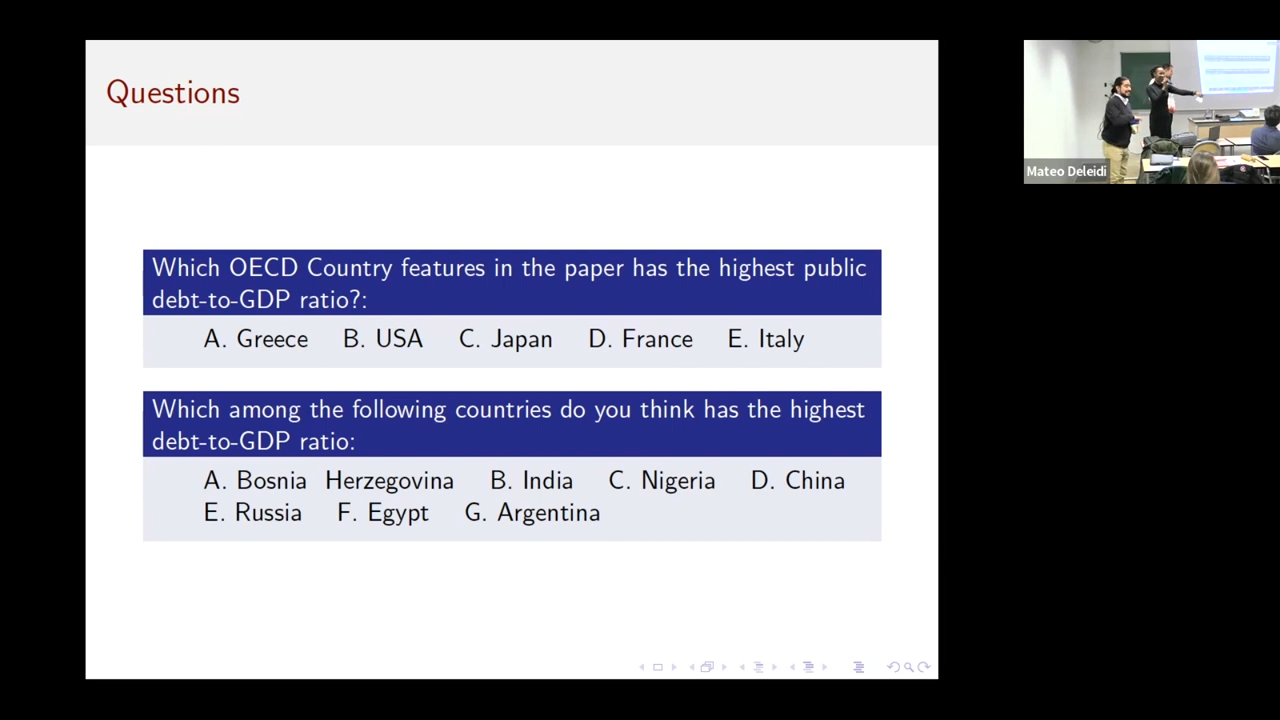 Questions
Which OECD Country features in the paper has the highest public
debt-to-GDP ratio?:
A. Greece B. USA C. Japan D. France E. Italy
Which among the following countries do you think has the highest
debt-to-GDP ratio:
A. Bosnia Herzegovina B. India C. Nigeria D. China
E. Russia F. Egypt G. Argentina
Mateo Deleidi